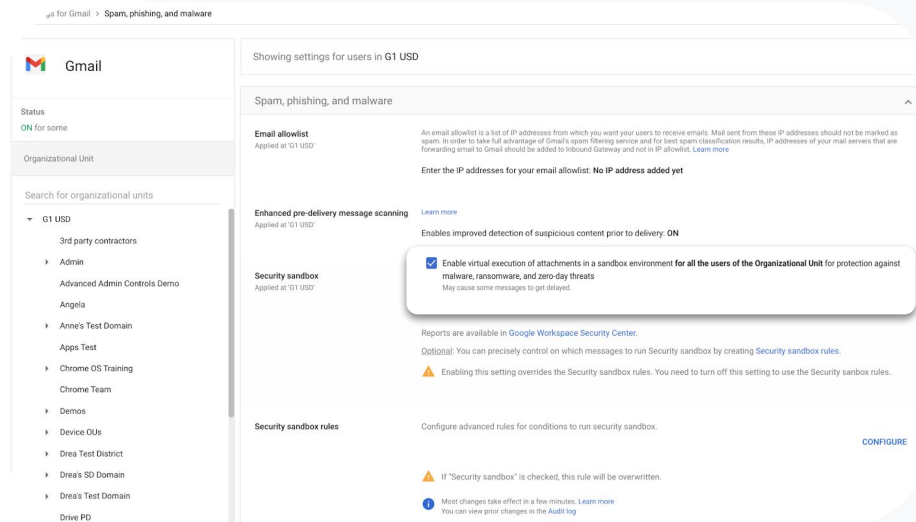 gs for Gmail > Spam, phishing, and malware
Gmail
Status
ON for some
Organizational Unit
Search for organizational units
G1 USD
3rd party contractors
Admin
Advanced Admin Controls Demo
Angela
Anne's Test Domain
Apps Test
Chrome OS Training
Chrome Team
Demos
Device OUs
Drea Test District
Drea's SD Domain
Drea's Test Domain
Drive PD
Showing settings for users in G1 USD
Spam, phishing, and malware
Email allowlist
Applied at 'G1 USD'
An email allowlist is a list of IP addresses from which you want your users to receive emails. Mail sent from these IP addresses should not be marked as
spam. In order to take full advantage of Gmail's spam filtering service and for best spam classification results, IP addresses of your mail servers that are
forwarding email to Gmail should be added to Inbound Gateway and not in IP allowlist. Learn more
Enter the IP addresses for your email allowlist: No IP address added yet
Enhanced pre-delivery message scanning
Applied at 'G1 USD'
Learn more
Enables improved detection of suspicious content prior to delivery: ON
Security sandbox
Applied at 'G1 USD'
Enable virtual execution of attachments in a sandbox environment for all the users of the Organizational Unit for protection against
malware, ransomware, and zero-day threats
May cause some messages to get delayed.
Reports are available in Google Workspace Security Center.
Optional: You can precisely control on which messages to run Security sandbox by creating Security sandbox rules.
Enabling this setting overrides the Security sandbox rules. You need to turn off this setting to use the Security sanbox rules.
Security sandbox rules
Configure advanced rules for conditions to run security sandbox.
CONFIGURE
If "Security sandbox" is checked, this rule will be overwritten.
Most changes take effect in a few minutes. Learn more
You can view prior changes in the Audit log